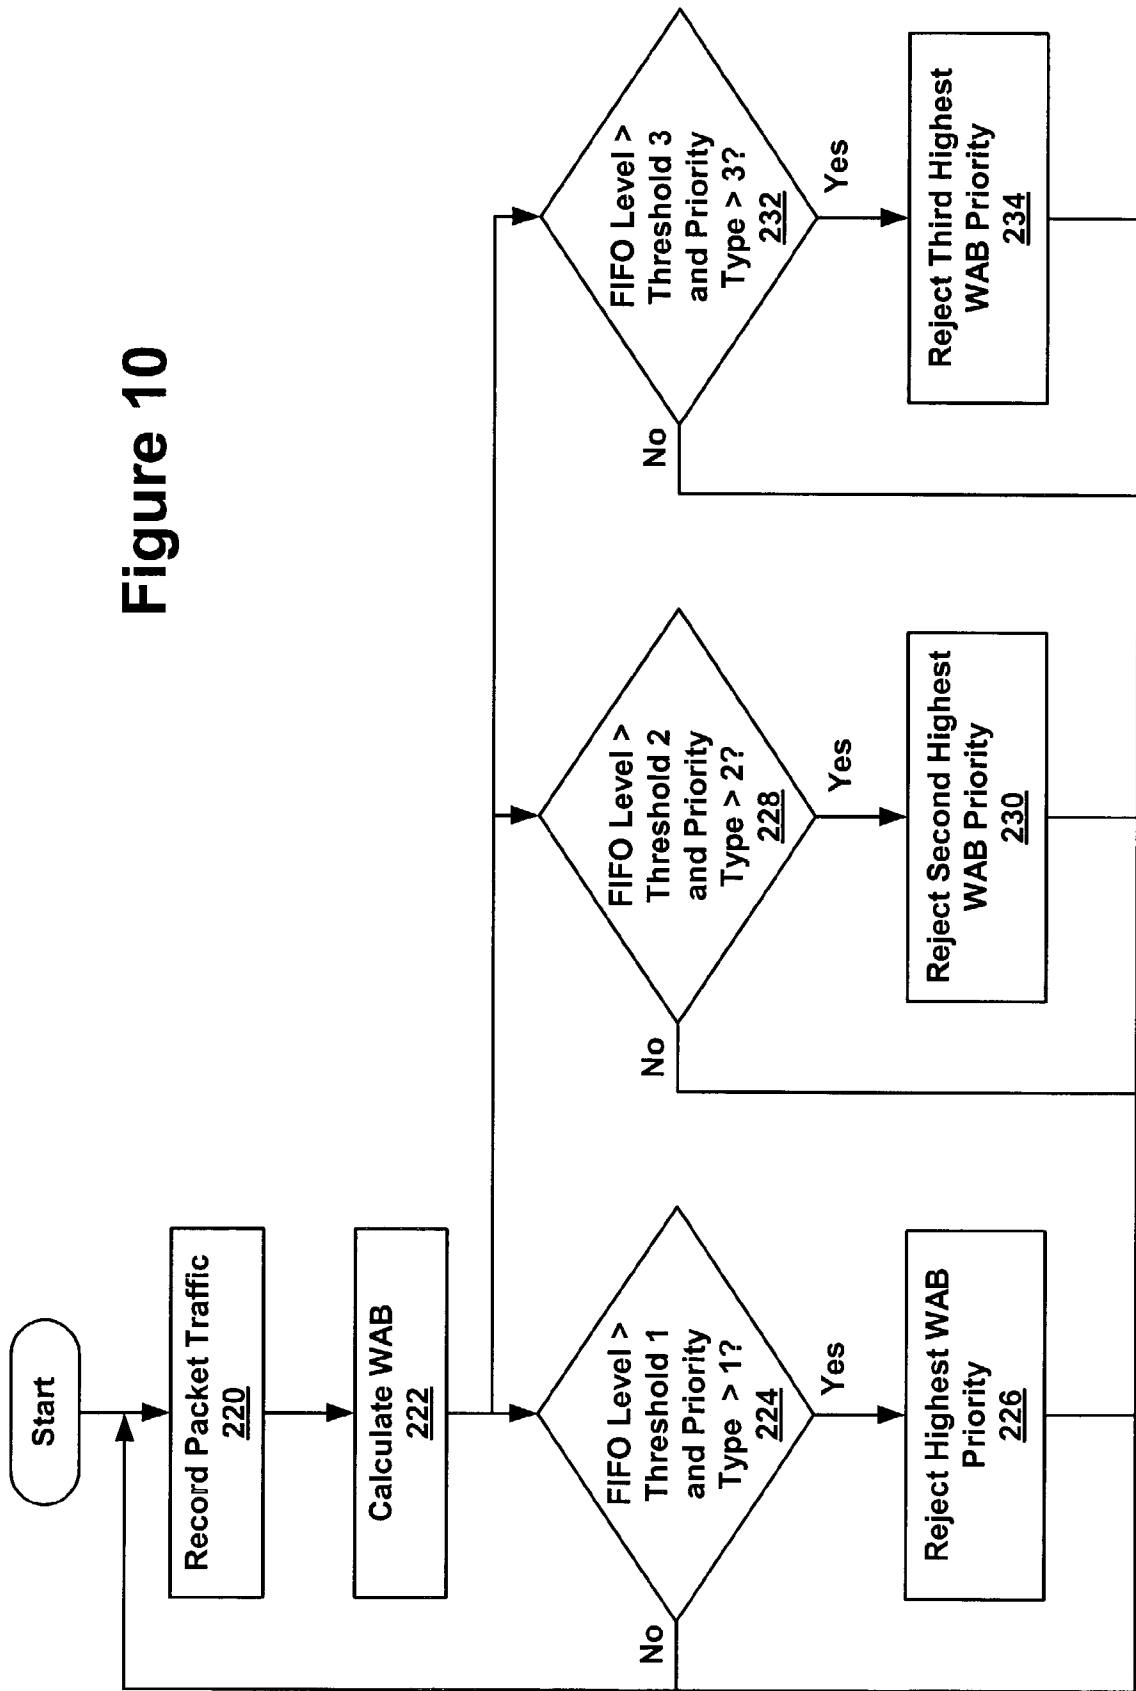 Figure 10
Start
Record Packet Traffic
220
Calculate WAB
222
FIFO Level >
Threshold 1
and Priority
Type > 1?
224
No
Yes
Reject Highest WAB
Priority
226
FIFO Level >
Threshold 2
and Priority
Type > 2?
228
No
Yes
Reject Second Highest
WAB Priority
230
FIFO Level >
Threshold 3
and Priority
Type > 3?
232
No
Yes
Reject Third Highest
WAB Priority
234